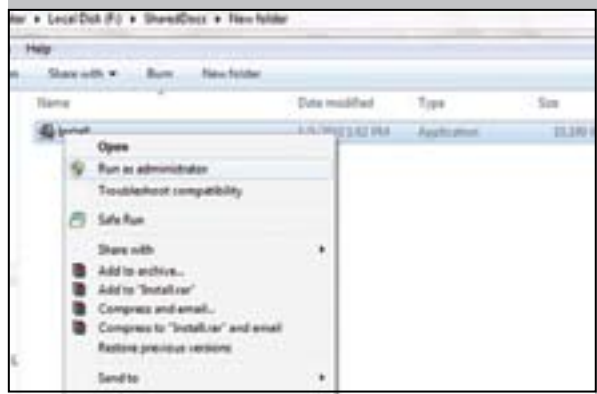 Local Disk (F:) ▸ SharedDocs ▸ New folder
Help
Share with Burn New folder
Name Date modified Type Size
Install PM Application
Open
Run as administrator
Troubleshoot compatibility
Safe Run
Share with
Add to archive...
Add to "Install.rar"
Compress and email...
Compress to "Install.rar" and email
Restore previous versions
Send to